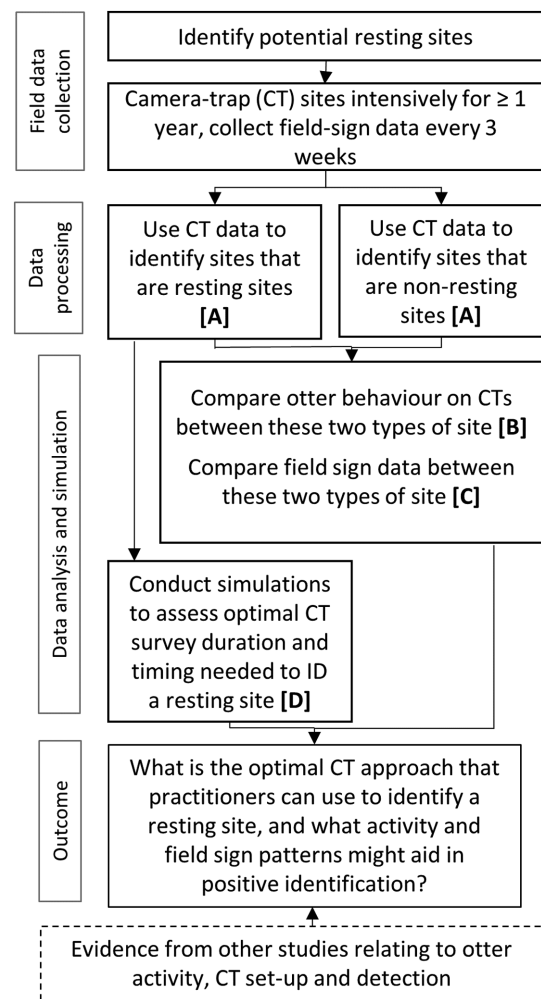 Field data
collection
Identify potential resting sites
Camera-trap (CT) sites intensively for ≥ 1
year, collect field-sign data every 3
weeks
Data
processing
Use CT data to
identify sites that
are resting sites
[A]
Use CT data to
identify sites that
are non-resting
sites [A]
Data analysis and simulation
Compare otter behaviour on CTs
between these two types of site [B]
Compare field sign data between
these two types of site [C]
Conduct simulations
to assess optimal CT
survey duration and
timing needed to ID
a resting site [D]
Outcome
What is the optimal CT approach that
practitioners can use to identify a
resting site, and what activity and
field sign patterns might aid in
positive identification?
Evidence from other studies relating to otter
activity, CT set-up and detection